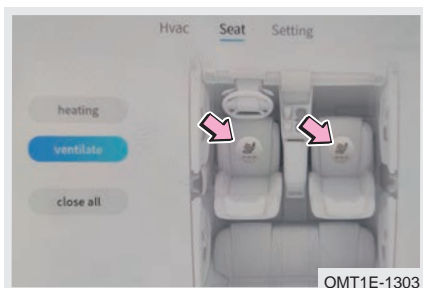 Hvac Seat Setting
heating
ventilate
close all
OMT1E-1303